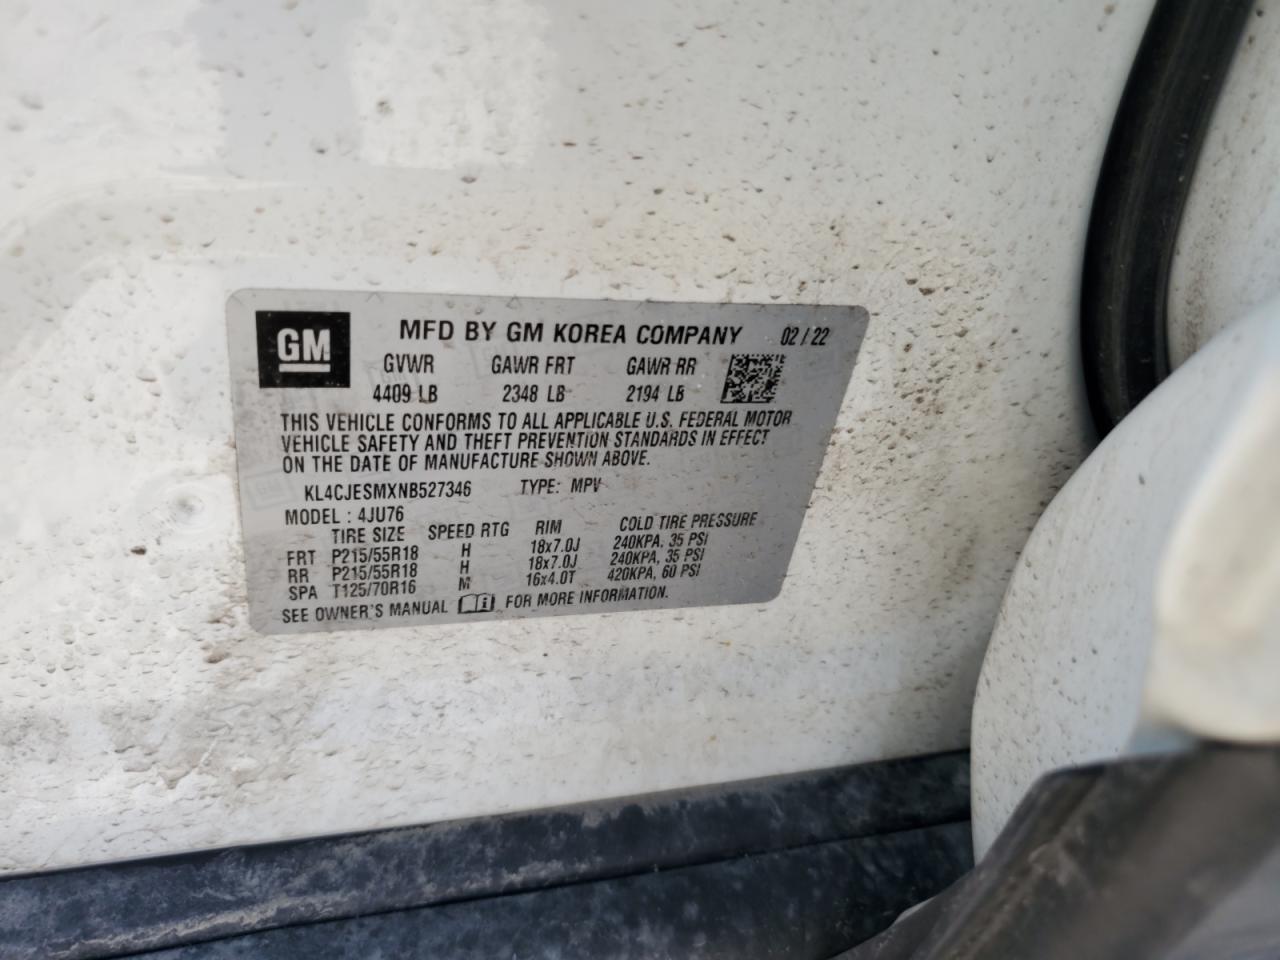 GM
MFD BY GM KOREA COMPANY 02 / 22
GVWR GAWR FRT GAWR RR
4409 LB 2348 LB 2194 LB
THIS VEHICLE CONFORMS TO ALL APPLICABLE U.S. FEDERAL MOTOR
VEHICLE SAFETY AND THEFT PREVENTION STANDARDS IN EFFECT
ON THE DATE OF MANUFACTURE SHOWN ABOVE.
KL4CJESMXNB527346 TYPE: MPV
MODEL : 4JU76
TIRE SIZE SPEED RTG RIM COLD TIRE PRESSURE
FRT P215/55R18 H 18x7.0J 240KPA, 35 PSI
RR P215/55R18 H 18x7.0J 240KPA, 35 PSI
SPA T125/70R16 M 16x4.0T 420KPA, 60 PSI
SEE OWNER'S MANUAL FOR MORE INFORMATION.